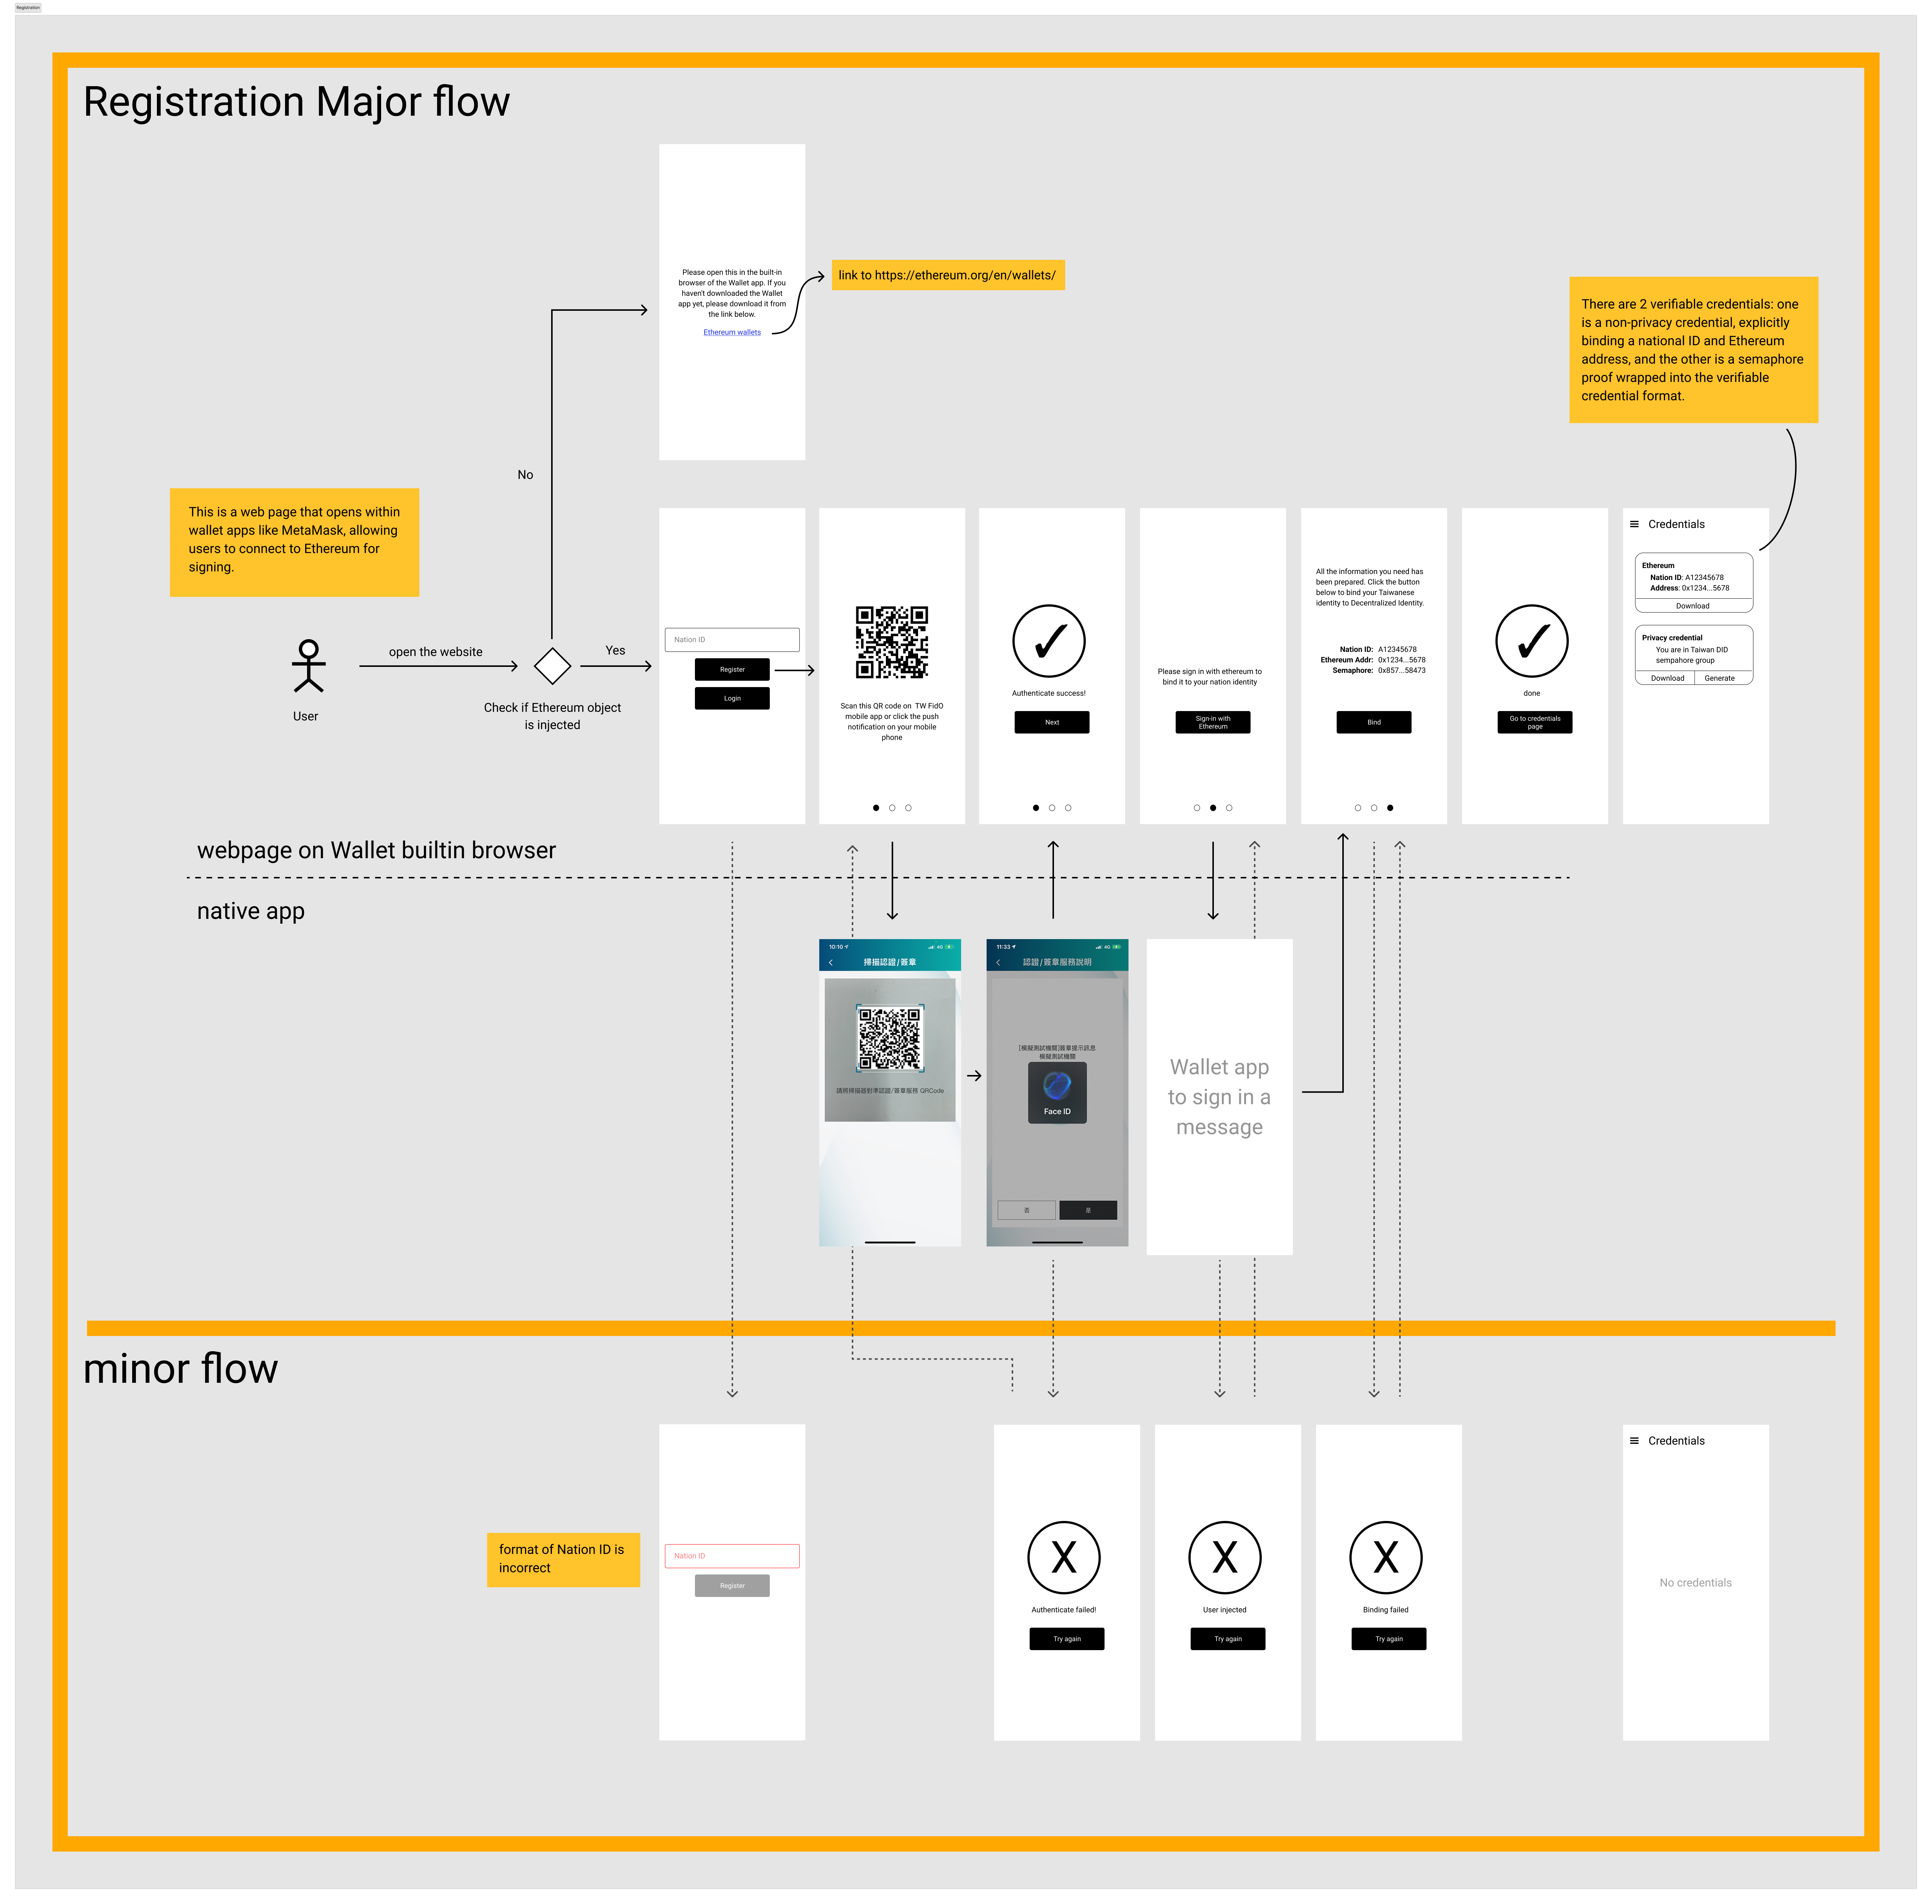 Registration
Registration Major flow
Please open this in the built-in
browser of the Wallet app. If you
haven't downloaded the Wallet
app yet, please download it from
the link below.
Ethereum wallets
link to https://ethereum.org/en/wallets/
There are 2 verifiable credentials: one
is a non-privacy credential, explicitly
binding a national ID and Ethereum
address, and the other is a semaphore
proof wrapped into the verifiable
credential format.
No
This is a web page that opens within
wallet apps like MetaMask, allowing
users to connect to Ethereum for
signing.
User
open the website
Check if Ethereum object
is injected
Yes
Nation ID
Register
Login
Scan this QR code on TW FidO
mobile app or click the push
notification on your mobile
phone
Authenticate success!
Next
Please sign in with ethereum to
bind it to your nation identity
Sign-in with
Ethereum
All the information you need has
been prepared. Click the button
below to bind your Taiwanese
identity to Decentralized Identity.
Nation ID: A12345678
Ethereum Addr: 0x1234...5678
Semaphore: 0x857...58473
Bind
done
Go to credentials
page
Credentials
Ethereum
Nation ID: A12345678
Address: 0x1234...5678
Download
Privacy credential
You are in Taiwan DID
sempahore group
Download
Generate
webpage on Wallet builtin browser
native app
10:10
4G
掃描認證/簽章
請將掃描器對準認證/簽章服務 QRCode
11:33
4G
認證/簽章服務說明
[模擬測試機關]簽章提示訊息
模擬測試機關
Face ID
否
是
Wallet app
to sign in a
message
minor flow
format of Nation ID is
incorrect
Nation ID
Register
X
Authenticate failed!
Try again
X
User injected
Try again
X
Binding failed
Try again
Credentials
No credentials